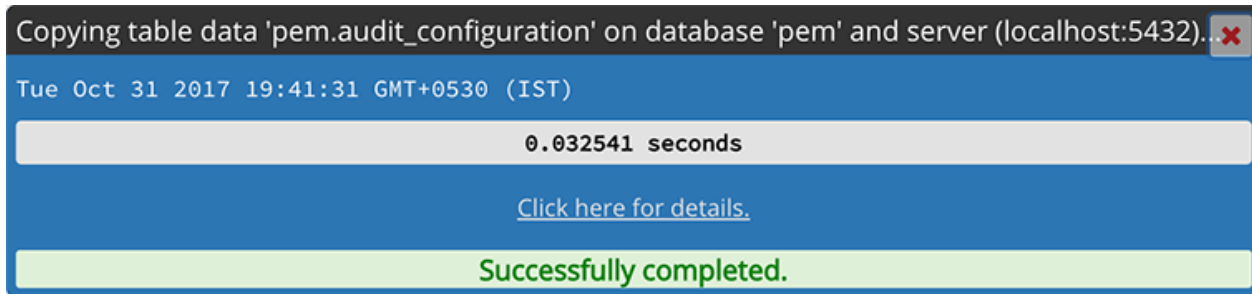 Copying table data 'pem.audit_configuration' on database 'pem' and server (localhost:5432)...
Tue Oct 31 2017 19:41:31 GMT+0530 (IST)
0.032541 seconds
Click here for details.
Successfully completed.